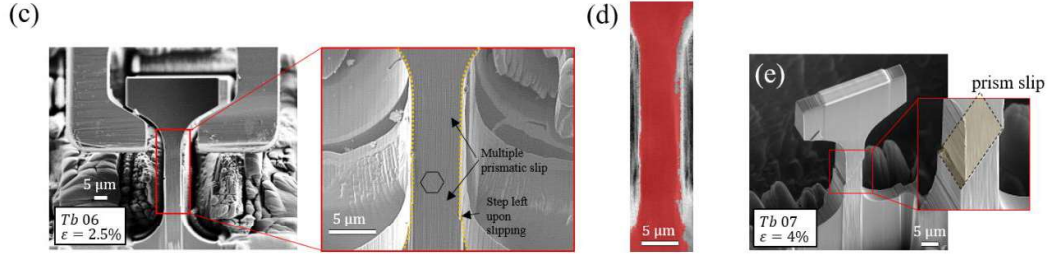 (c)
5 μm
Tb 06
ε = 2.5%
Multiple
prismatic slip
Step left
upon
slipping
5 μm
(d)
5 μm
(e)
prism slip
Tb 07
ε = 4%
5 μm